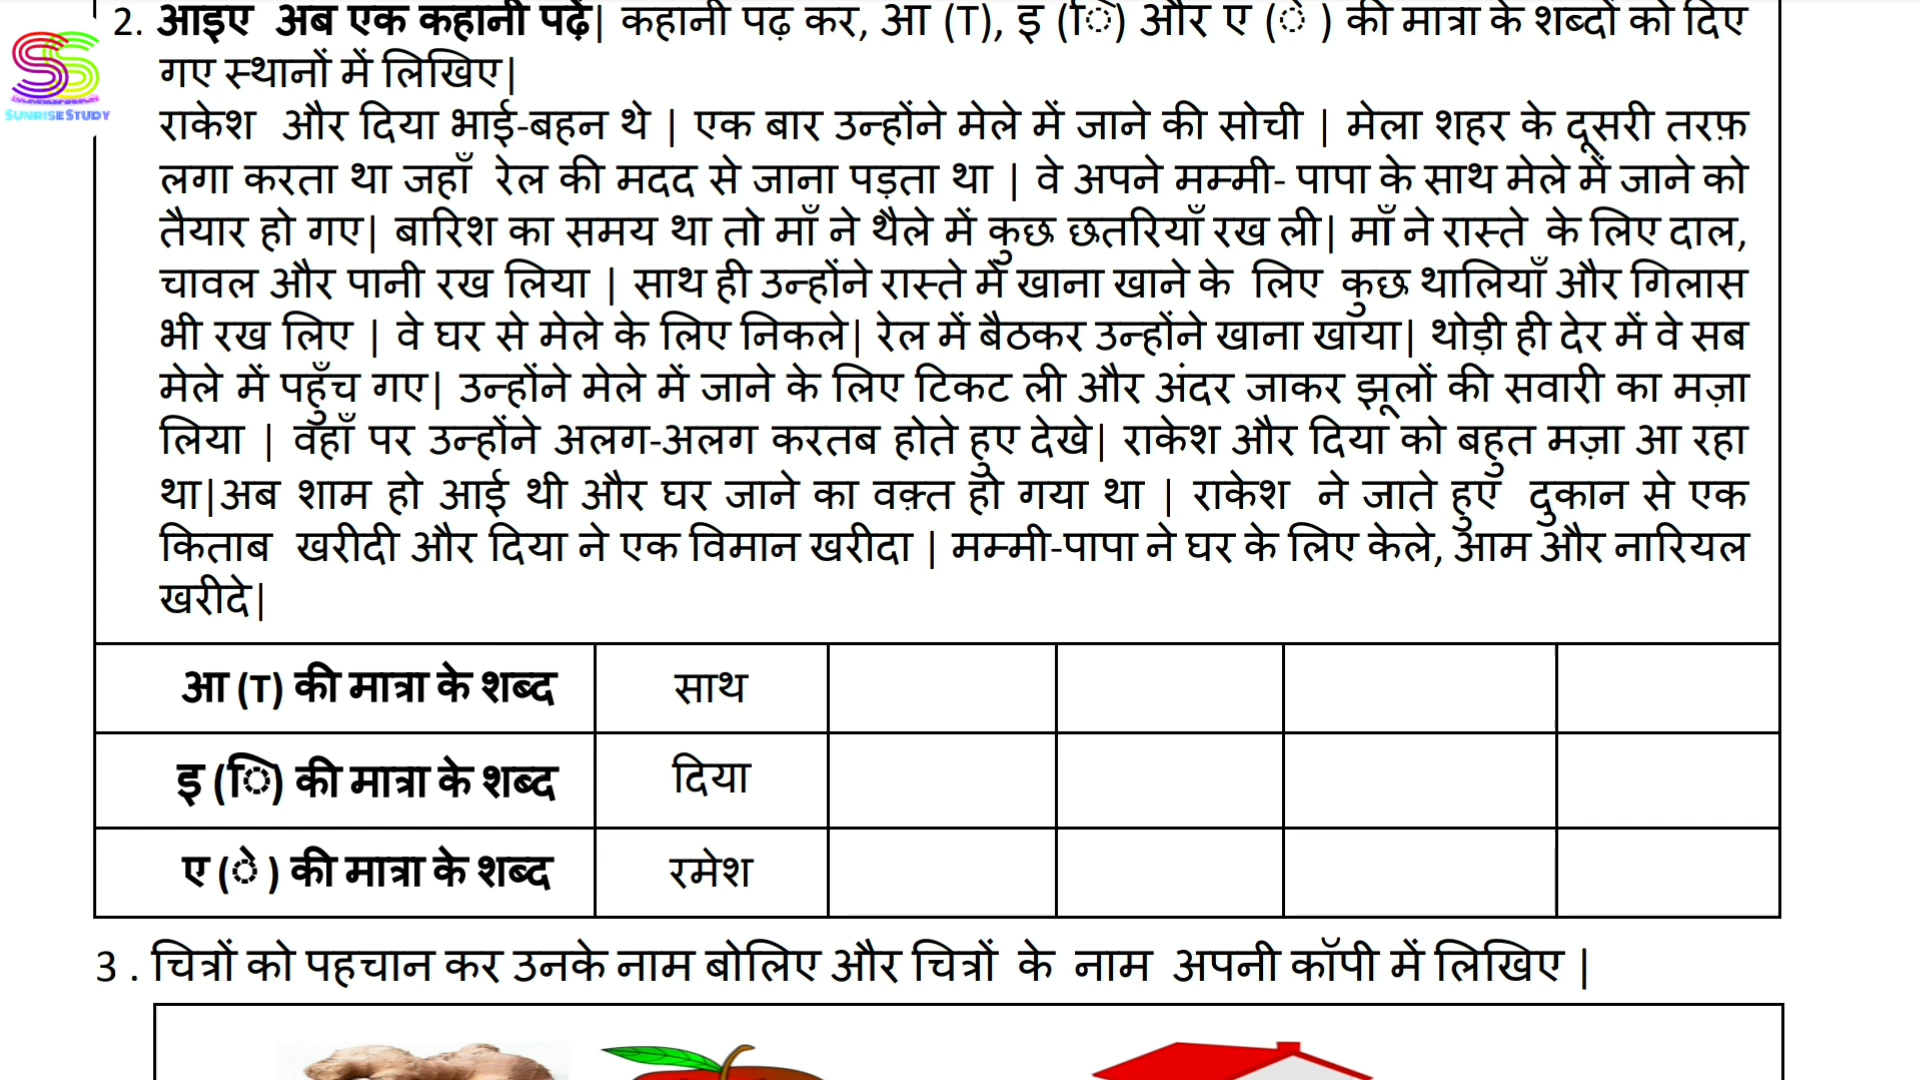 SS
SUNRISESTUDY
2. आइए अब एक कहानी पढ़ें| कहानी पढ़ कर, आ (T), इ (ि) और ए (े ) की मात्रा के शब्दों को दिए
गए स्थानों में लिखिए|
राकेश और दिया भाई-बहन थे | एक बार उन्होंने मेले में जाने की सोची | मेला शहर के दूसरी तरफ़
लगा करता था जहाँ रेल की मदद से जाना पड़ता था | वे अपने मम्मी- पापा के साथ मेले में जाने को
तैयार हो गए| बारिश का समय था तो माँ ने थैले में कुछ छतरियाँ रख ली| माँ ने रास्ते के लिए दाल,
चावल और पानी रख लिया | साथ ही उन्होंने रास्ते में खाना खाने के लिए कुछ थालियाँ और गिलास
भी रख लिए | वे घर से मेले के लिए निकले| रेल में बैठकर उन्होंने खाना खाया| थोड़ी ही देर में वे सब
मेले में पहुँच गए| उन्होंने मेले में जाने के लिए टिकट ली और अंदर जाकर झूलों की सवारी का मज़ा
लिया | वहाँ पर उन्होंने अलग-अलग करतब होते हुए देखे| राकेश और दिया को बहुत मज़ा आ रहा
था|अब शाम हो आई थी और घर जाने का वक़्त हो गया था | राकेश ने जाते हुए दुकान से एक
किताब खरीदी और दिया ने एक विमान खरीदा | मम्मी-पापा ने घर के लिए केले, आम और नारियल
खरीदे|
आ (T) की मात्रा के शब्द साथ
इ (ि) की मात्रा के शब्द दिया
ए (े ) की मात्रा के शब्द रमेश
3 . चित्रों को पहचान कर उनके नाम बोलिए और चित्रों के नाम अपनी कॉपी में लिखिए |